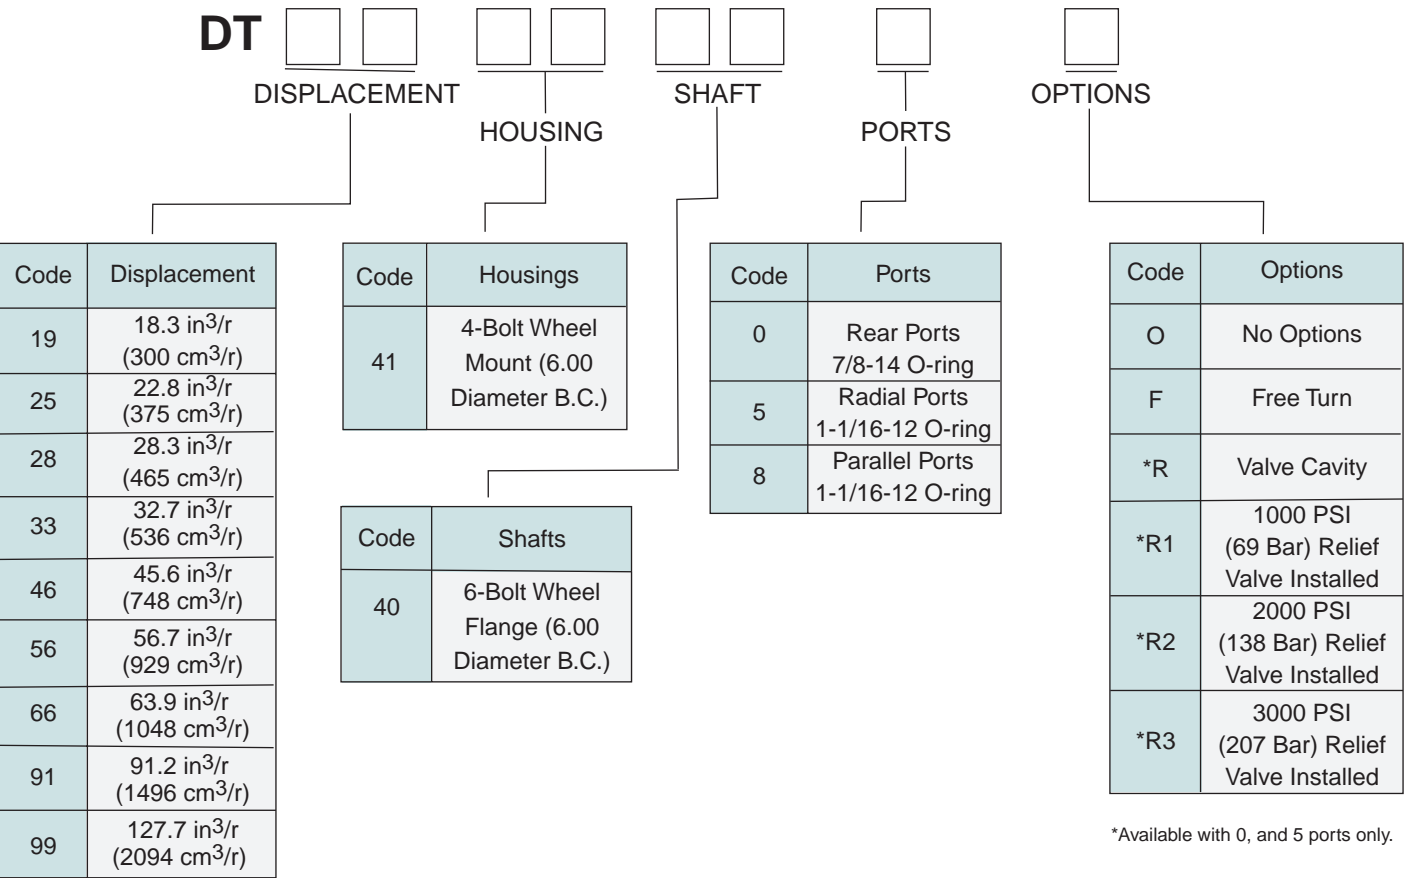 DT
DISPLACEMENT
HOUSING
SHAFT
PORTS
OPTIONS
Code Displacement
19 18.3 in3/r
(300 cm3/r)
25 22.8 in3/r
(375 cm3/r)
28 28.3 in3/r
(465 cm3/r)
33 32.7 in3/r
(536 cm3/r)
46 45.6 in3/r
(748 cm3/r)
56 56.7 in3/r
(929 cm3/r)
66 63.9 in3/r
(1048 cm3/r)
91 91.2 in3/r
(1496 cm3/r)
99 127.7 in3/r
(2094 cm3/r)
Code Housings
41 4-Bolt Wheel
Mount (6.00
Diameter B.C.)
Code Shafts
40 6-Bolt Wheel
Flange (6.00
Diameter B.C.)
Code Ports
0 Rear Ports
7/8-14 O-ring
5 Radial Ports
1-1/16-12 O-ring
8 Parallel Ports
1-1/16-12 O-ring
Code Options
O No Options
F Free Turn
*R Valve Cavity
*R1 1000 PSI
(69 Bar) Relief
Valve Installed
*R2 2000 PSI
(138 Bar) Relief
Valve Installed
*R3 3000 PSI
(207 Bar) Relief
Valve Installed
*Available with 0, and 5 ports only.